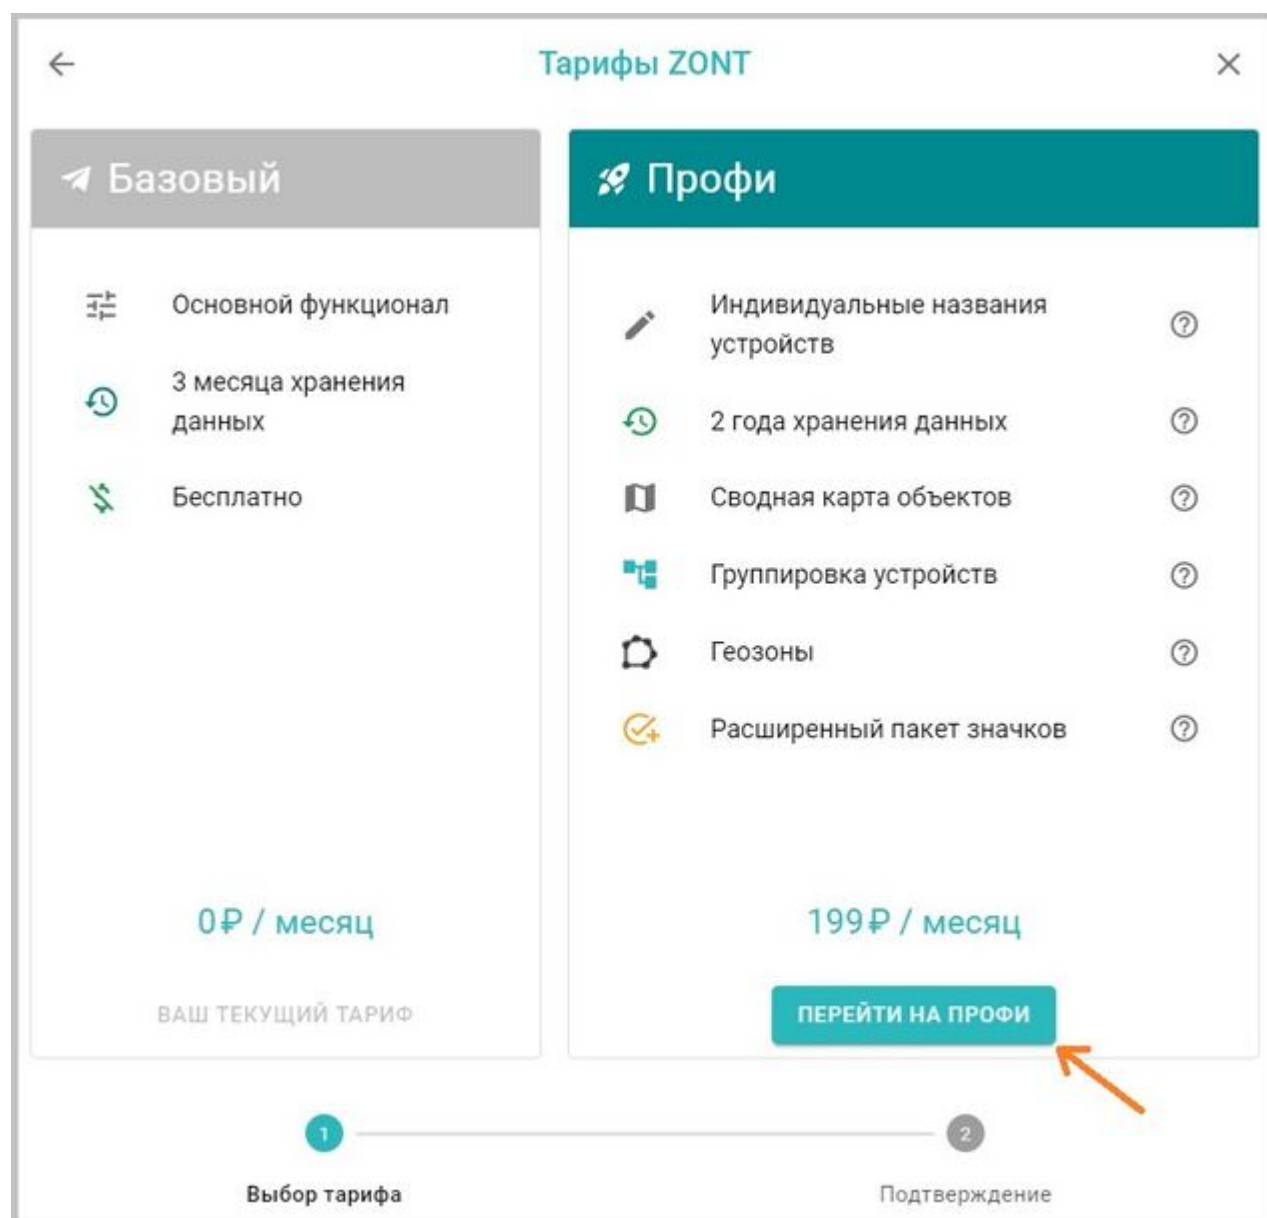 Тарифы ZONT
Базовый
Основной функционал
3 месяца хранения
данных
Бесплатно
0₽ / месяц
ВАШ ТЕКУЩИЙ ТАРИФ
Профи
Индивидуальные названия
устройств
2 года хранения данных
Сводная карта объектов
Группировка устройств
Геозоны
Расширенный пакет значков
199₽ / месяц
ПЕРЕЙТИ НА ПРОФИ
1
Выбор тарифа
2
Подтверждение